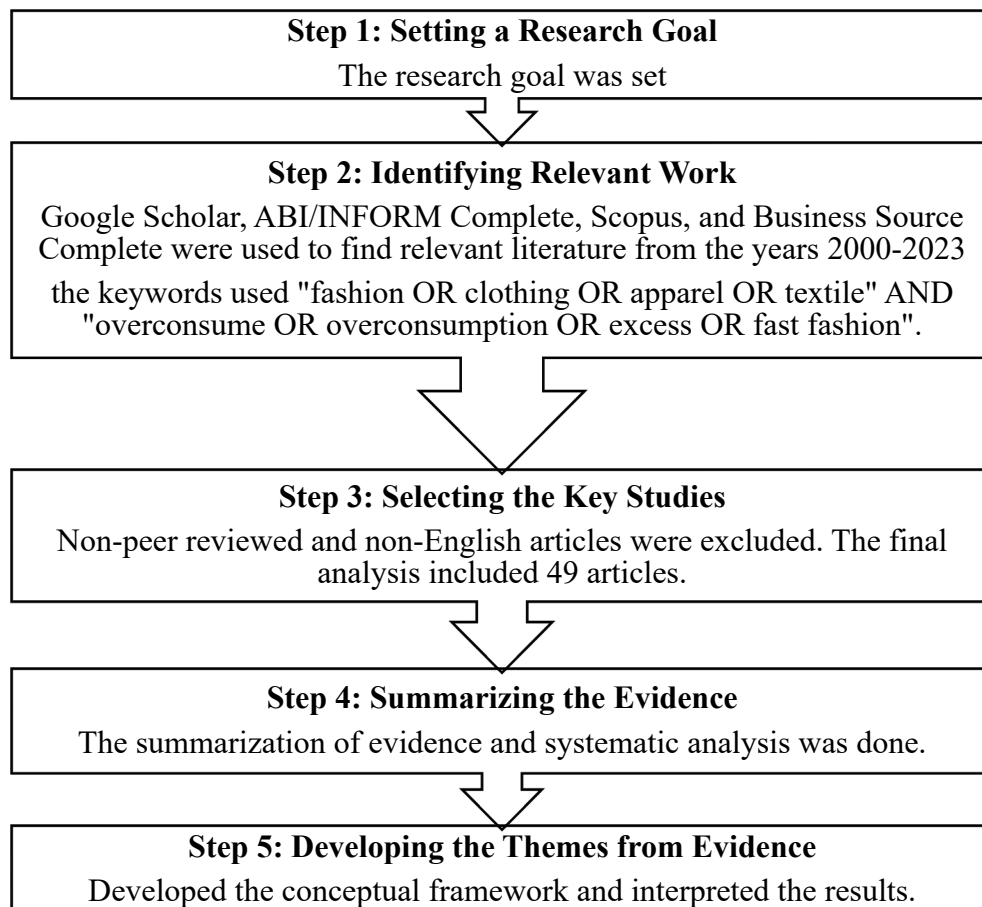 Step 1: Setting a Research Goal
The research goal was set
Step 2: Identifying Relevant Work
Google Scholar, ABI/INFORM Complete, Scopus, and Business Source
Complete were used to find relevant literature from the years 2000-2023
the keywords used "fashion OR clothing OR apparel OR textile" AND
"overconsume OR overconsumption OR excess OR fast fashion".
Step 3: Selecting the Key Studies
Non-peer reviewed and non-English articles were excluded. The final
analysis included 49 articles.
Step 4: Summarizing the Evidence
The summarization of evidence and systematic analysis was done.
Step 5: Developing the Themes from Evidence
Developed the conceptual framework and interpreted the results.